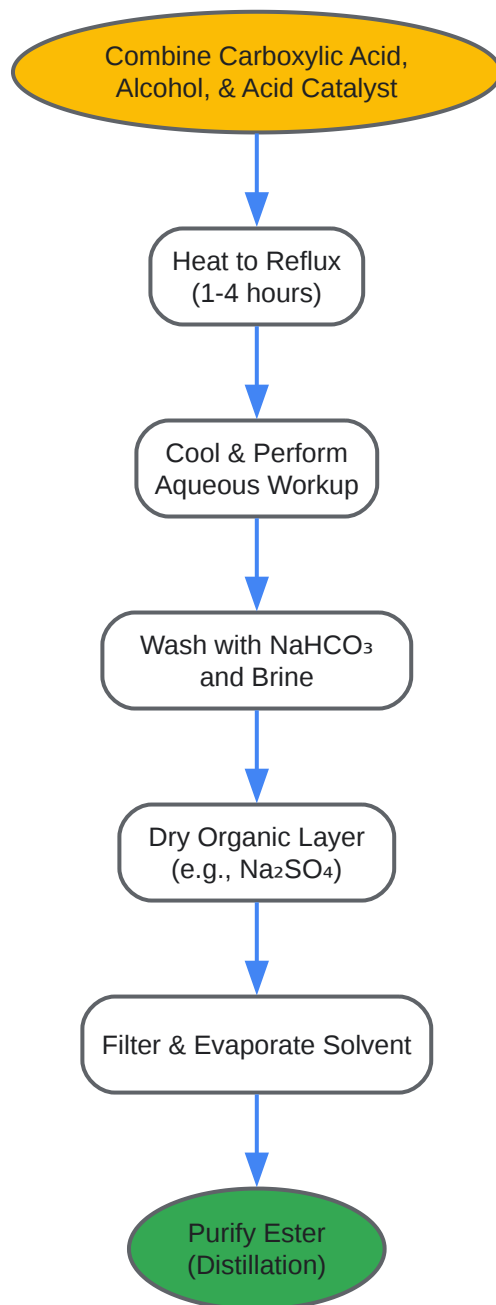 Combine Carboxylic Acid,
Alcohol, & Acid Catalyst
Heat to Reflux
(1-4 hours)
Cool & Perform
Aqueous Workup
Wash with NaHCO₃
and Brine
Dry Organic Layer
(e.g., Na₂SO₄)
Filter & Evaporate Solvent
Purify Ester
(Distillation)